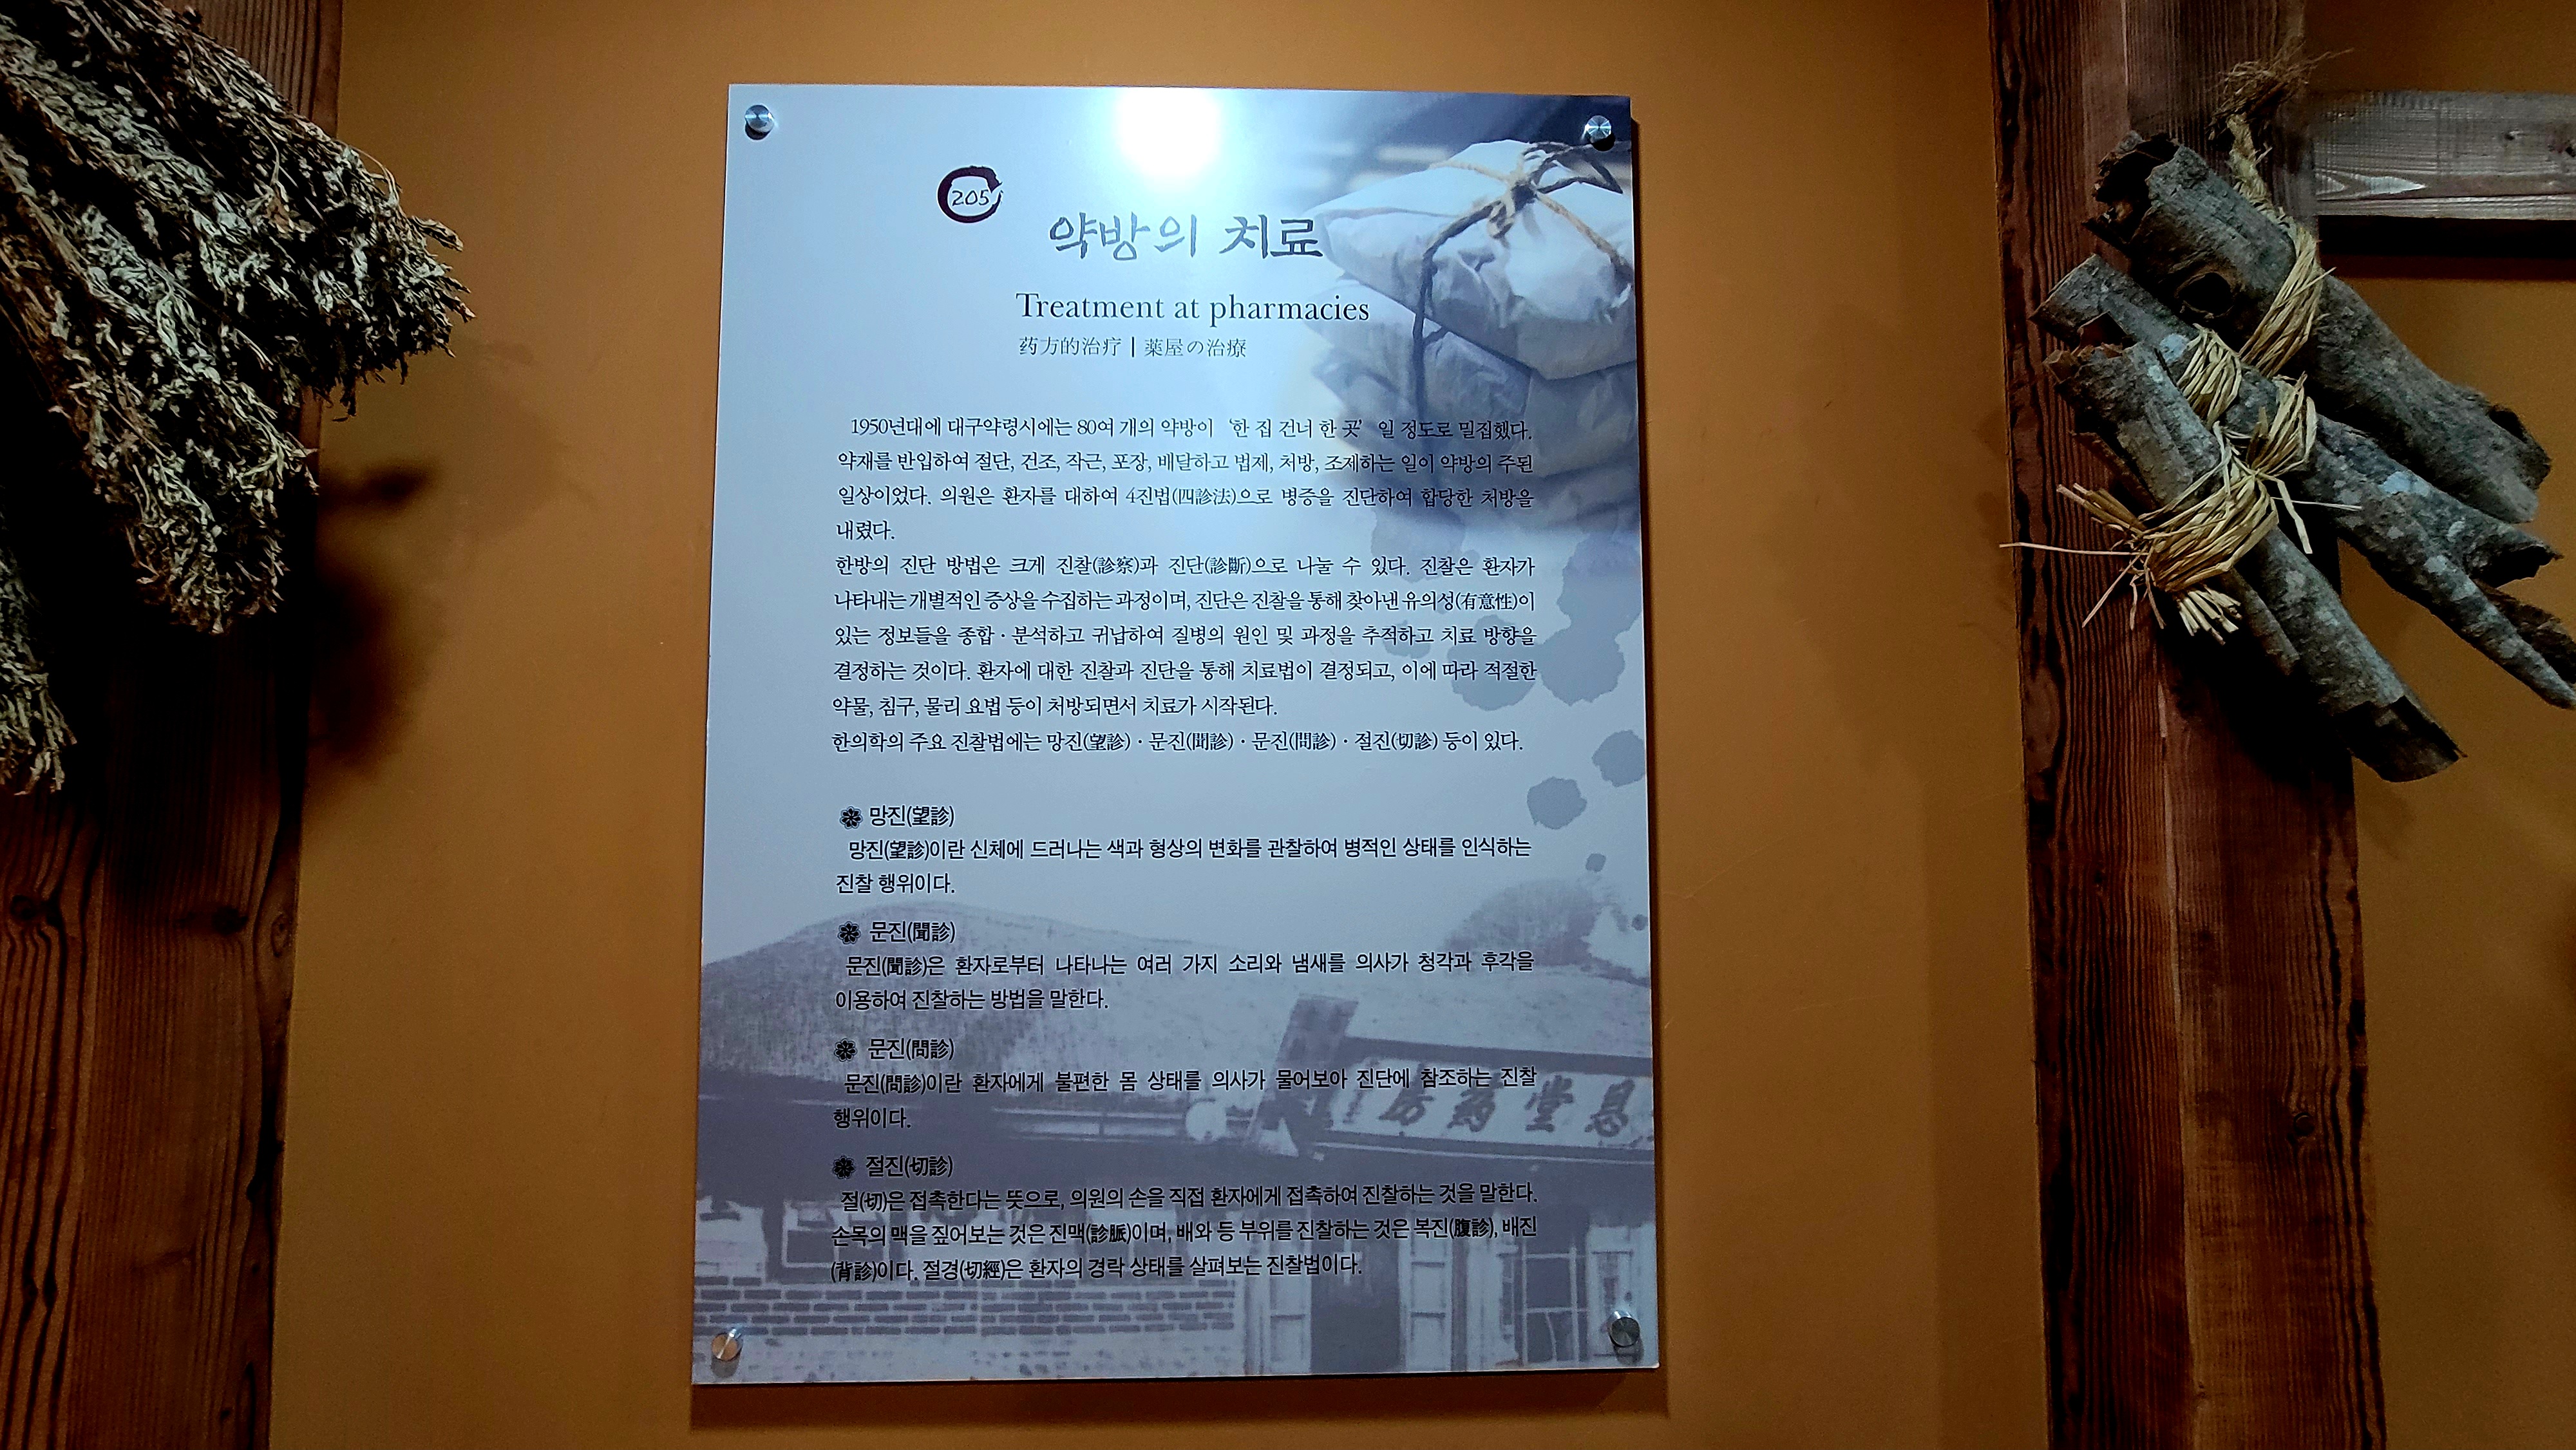 205
약방의 치료
Treatment at pharmacies
药方的治疗 | 薬屋の治療
1950년대에 대구약령시에는 80여 개의 약방이 ‘한 집 건너 한 곳’ 일 정도로 밀집했다.
약재를 반입하여 절단, 건조, 작근, 포장, 배달하고 법제, 처방, 조제하는 일이 약방의 주된
일상이었다. 의원은 환자를 대하여 4진법(四診法)으로 병증을 진단하여 합당한 처방을
내렸다.
한방의 진단 방법은 크게 진찰(診察)과 진단(診斷)으로 나눌 수 있다. 진찰은 환자가
나타내는 개별적인 증상을 수집하는 과정이며, 진단은 진찰을 통해 찾아낸 유의성(有意性)이
있는 정보들을 종합 · 분석하고 귀납하여 질병의 원인 및 과정을 추적하고 치료 방향을
결정하는 것이다. 환자에 대한 진찰과 진단을 통해 치료법이 결정되고, 이에 따라 적절한
약물, 침구, 물리 요법 등이 처방되면서 치료가 시작된다.
한의학의 주요 진찰법에는 망진(望診) · 문진(聞診) · 문진(問診) · 절진(切診) 등이 있다.
망진(望診)
망진(望診)이란 신체에 드러나는 색과 형상의 변화를 관찰하여 병적인 상태를 인식하는
진찰 행위이다.
문진(聞診)
문진(聞診)은 환자로부터 나타나는 여러 가지 소리와 냄새를 의사가 청각과 후각을
이용하여 진찰하는 방법을 말한다.
문진(問診)
문진(問診)이란 환자에게 불편한 몸 상태를 의사가 물어보아 진단에 참조하는 진찰
행위이다.
房藥堂息
절진(切診)
절(切)은 접촉한다는 뜻으로, 의원의 손을 직접 환자에게 접촉하여 진찰하는 것을 말한다.
손목의 맥을 짚어보는 것은 진맥(診脈)이며, 배와 등 부위를 진찰하는 것은 복진(腹診), 배진
(背診)이다. 절경(切經)은 환자의 경락 상태를 살펴보는 진찰법이다.